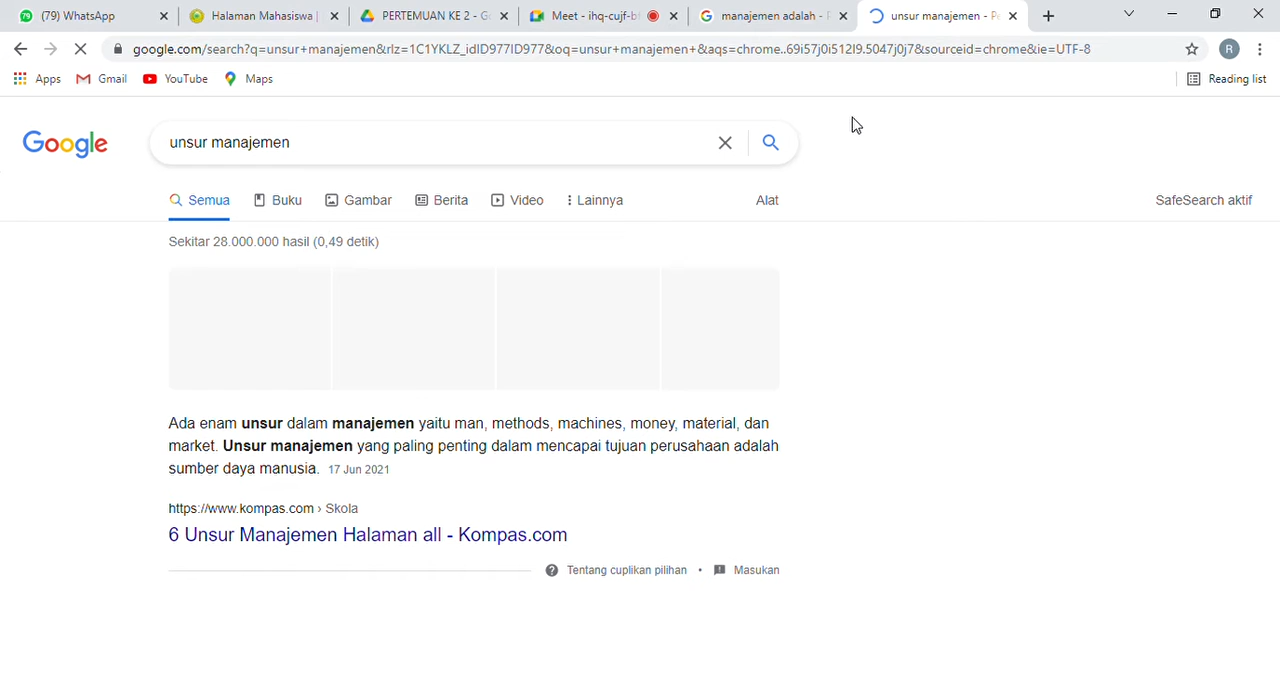 79 (79) WhatsApp
Halaman Mahasiswa |
PERTEMUAN KE 2 - G
Meet - ihq-cujf-b
manajemen adalah - P
unsur manajemen - Pe
google.com/search?q=unsur+manajemen&rlz=1C1YKLZ_idID977ID977&oq=unsur+manajemen+&aqs=chrome..69i57j0i512l9.5047j0j7&sourceid=chrome&ie=UTF-8
R
Apps Gmail YouTube Maps Reading list
Google unsur manajemen
Semua Buku Gambar Berita Video Lainnya Alat SafeSearch aktif
Sekitar 28.000.000 hasil (0,49 detik)
Ada enam unsur dalam manajemen yaitu man, methods, machines, money, material, dan
market. Unsur manajemen yang paling penting dalam mencapai tujuan perusahaan adalah
sumber daya manusia. 17 Jun 2021
https://www.kompas.com › Skola
6 Unsur Manajemen Halaman all - Kompas.com
Tentang cuplikan pilihan • Masukan